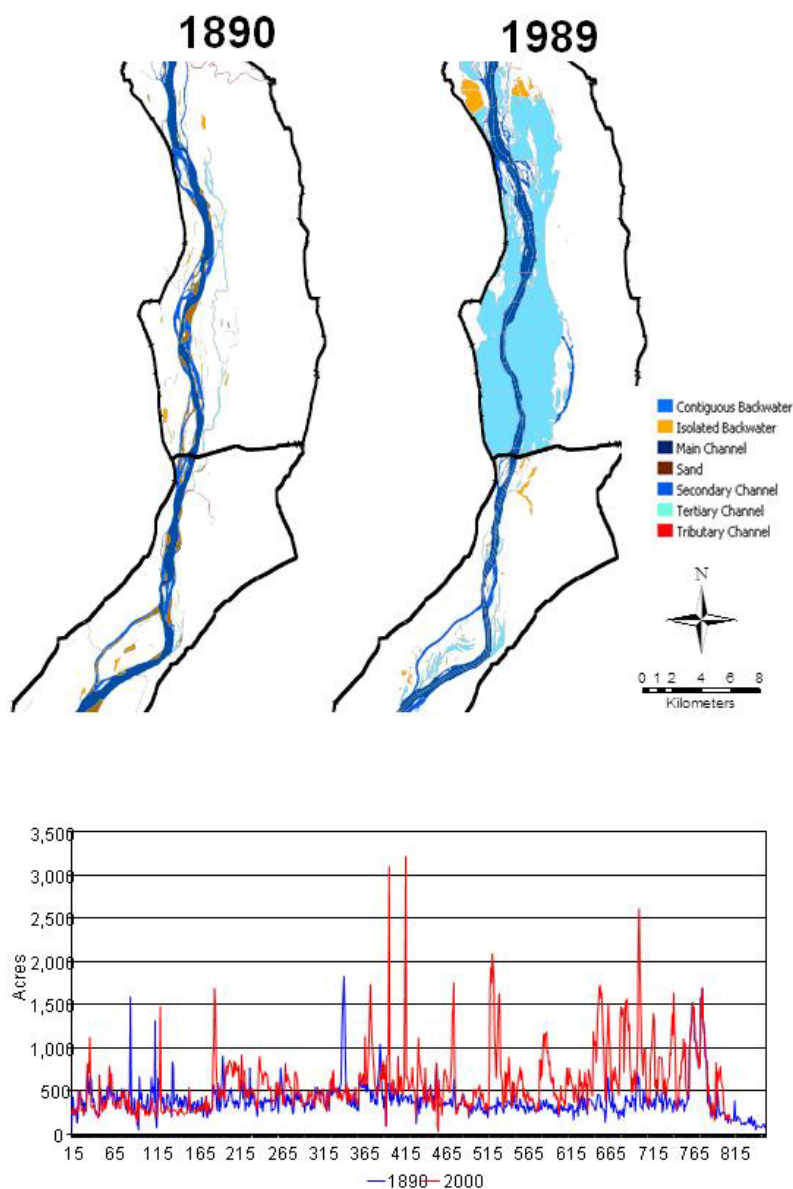 1890
1989
Contiguous Backwater
Isolated Backwater
Main Channel
Sand
Secondary Channel
Tertiary Channel
Tributary Channel
N
0 1 2 4 6 8
Kilometers
3,500
3,000
2,500
2,000
1,500
1,000
500
0
Acres
15 65 115 165 215 265 315 365 415 465 515 565 615 665 715 765 815
1890 2000